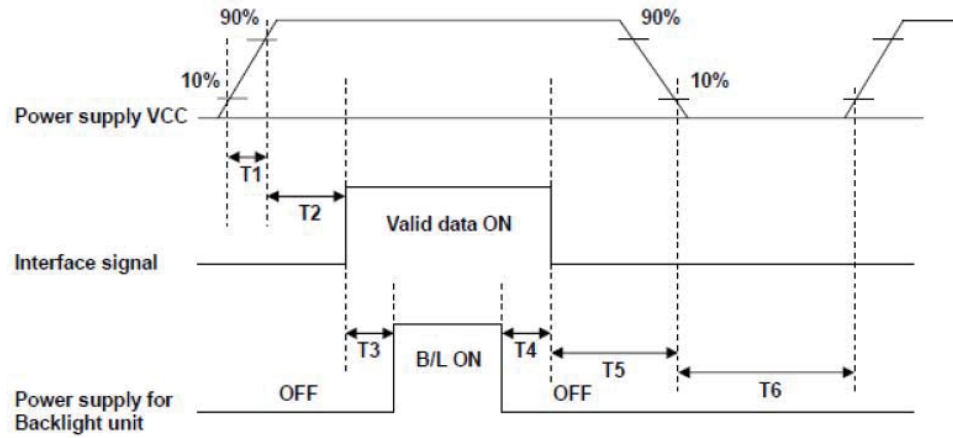 90%
90%
10%
10%
Power supply VCC
T1
T2
Valid data ON
Interface signal
T3
T4
B/L ON
T5
T6
OFF
OFF
Power supply for
Backlight unit